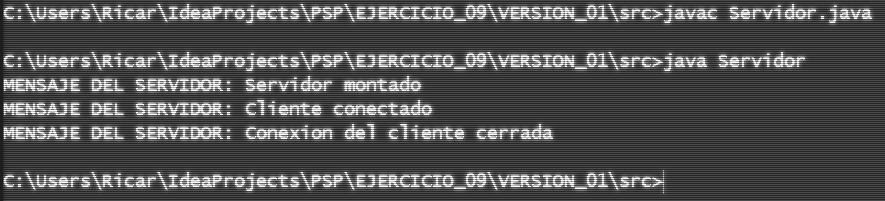 C:\Users\Ricar\IdeaProjects\PSP\EJERCICIO_09\VERSION_01\src>javac Servidor.java
C:\Users\Ricar\IdeaProjects\PSP\EJERCICIO_09\VERSION_01\src>java Servidor
MENSAJE DEL SERVIDOR: Servidor montado
MENSAJE DEL SERVIDOR: Cliente conectado
MENSAJE DEL SERVIDOR: Conexion del cliente cerrada
C:\Users\Ricar\IdeaProjects\PSP\EJERCICIO_09\VERSION_01\src>